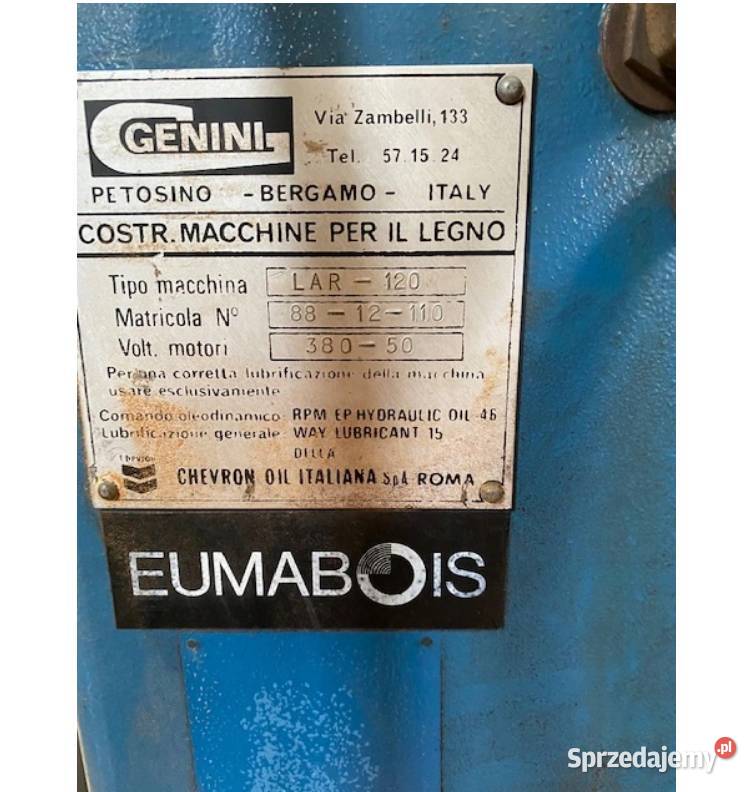 GENINI
Via Zambelli, 133
Tel. 57.15.24
PETOSINO - BERGAMO - ITALY
COSTR. MACCHINE PER IL LEGNO
Tipo macchina LAR - 120
Matricola N° 88-12-110
Volt. motori 380-50
Per una corretta lubrificazione della macchina
usare esclusivamente
Comando oleodinamico: RPM EP HYDRAULIC OIL 46
Lubrificazione generale: WAY LUBRICANT 15
DELLA
Chevron
CHEVRON OIL ITALIANA SpA ROMA
EUMABOIS
Sprzedajemy.pl